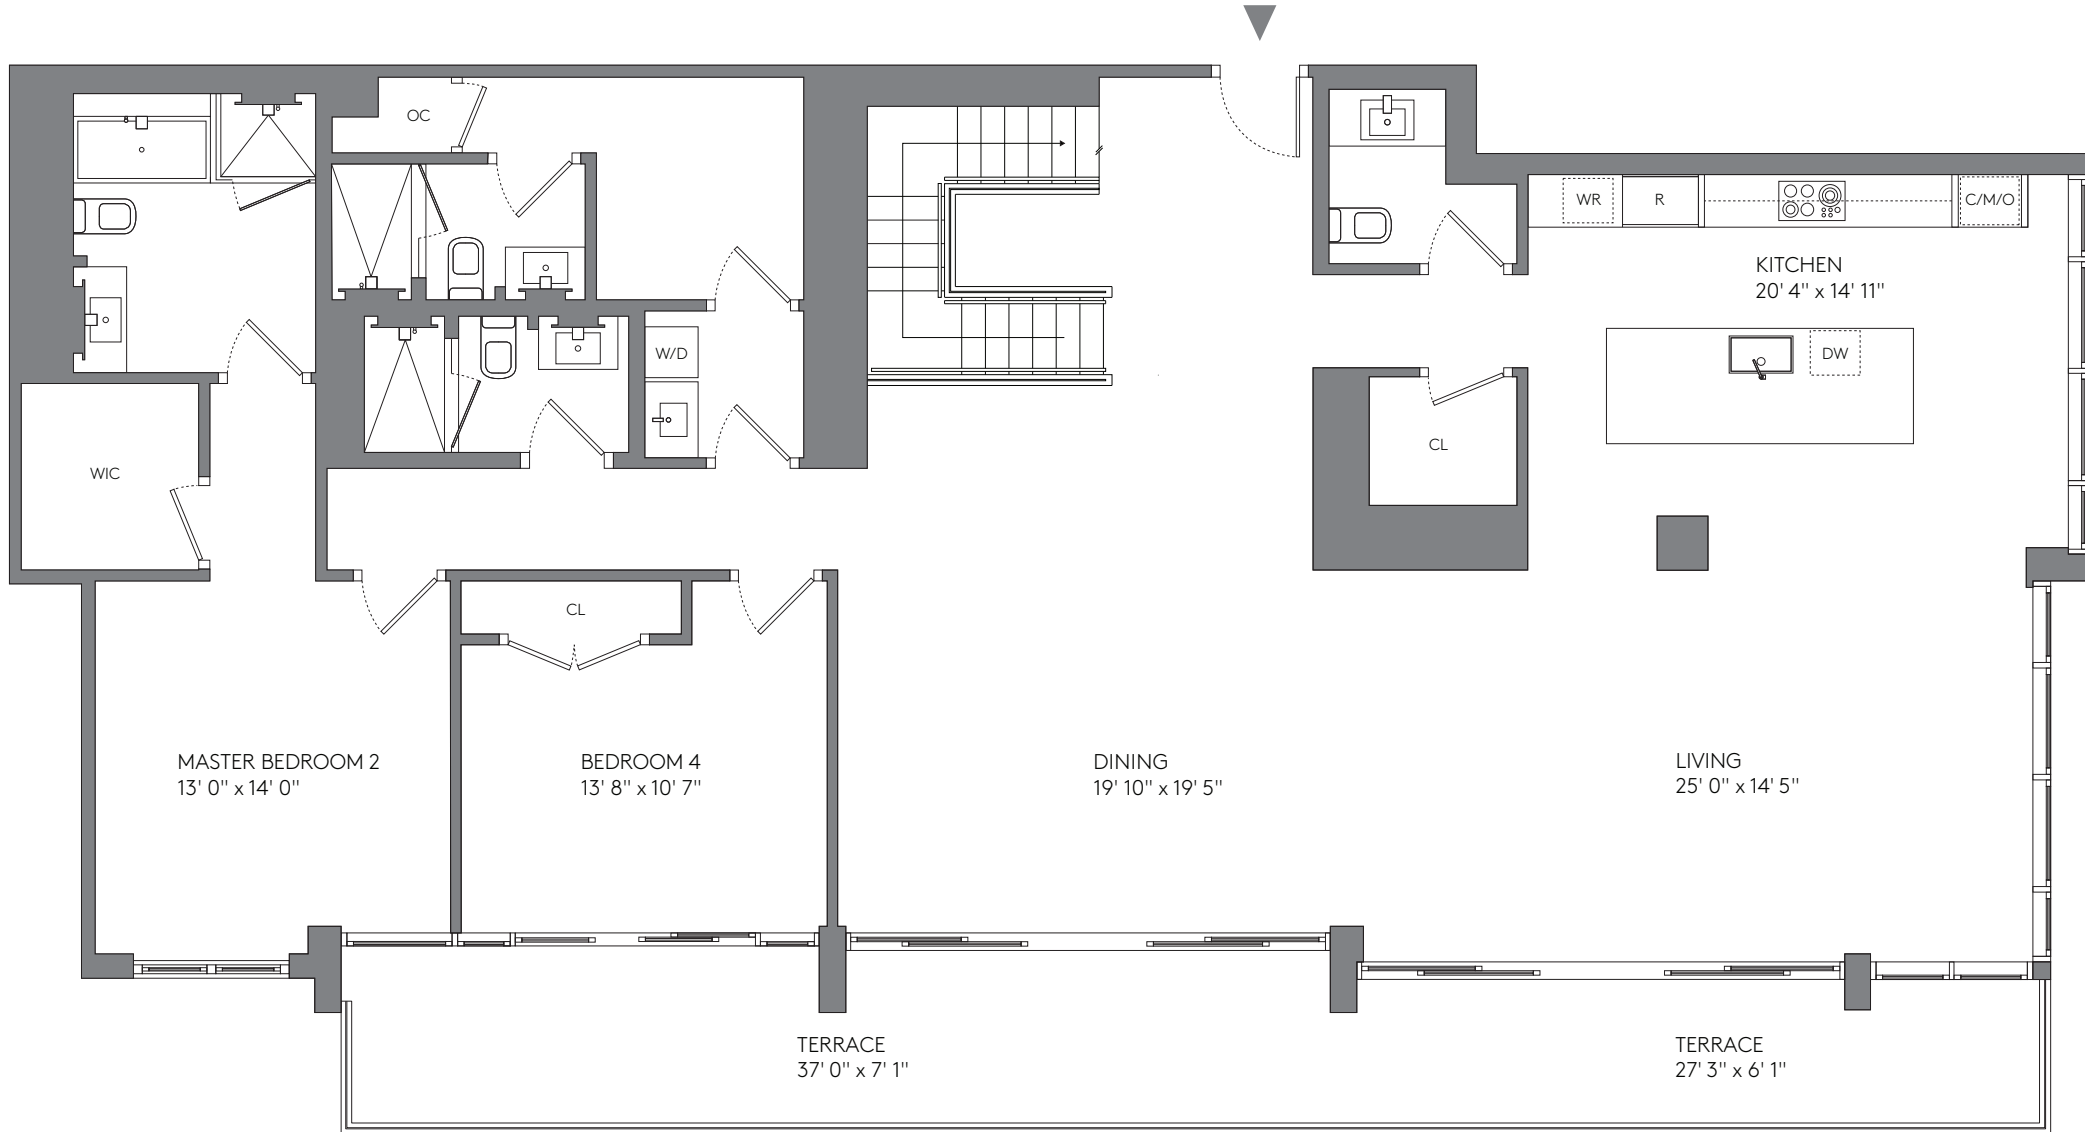 OC
WR
R
C/M/O
KITCHEN
20' 4" x 14' 11"
W/D
DW
CL
WIC
CL
MASTER BEDROOM 2
13' 0" x 14' 0"
BEDROOM 4
13' 8" x 10' 7"
DINING
19' 10" x 19' 5"
LIVING
25' 0" x 14' 5"
TERRACE
37' 0" x 7' 1"
TERRACE
27' 3" x 6' 1"